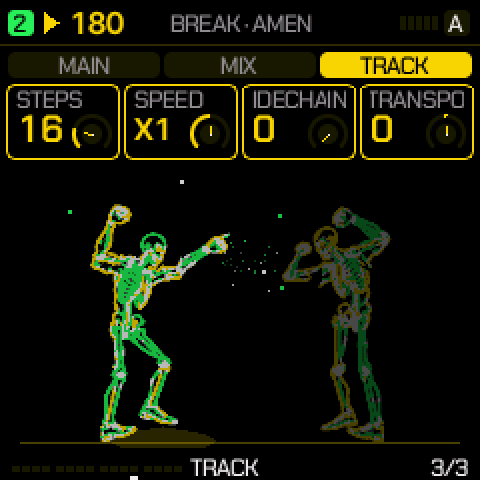 2 180 BREAK·AMEN A
MAIN MIX TRACK
STEPS SPEED IDECHAIN TRANSPO
16 X1 0 0
TRACK 3/3